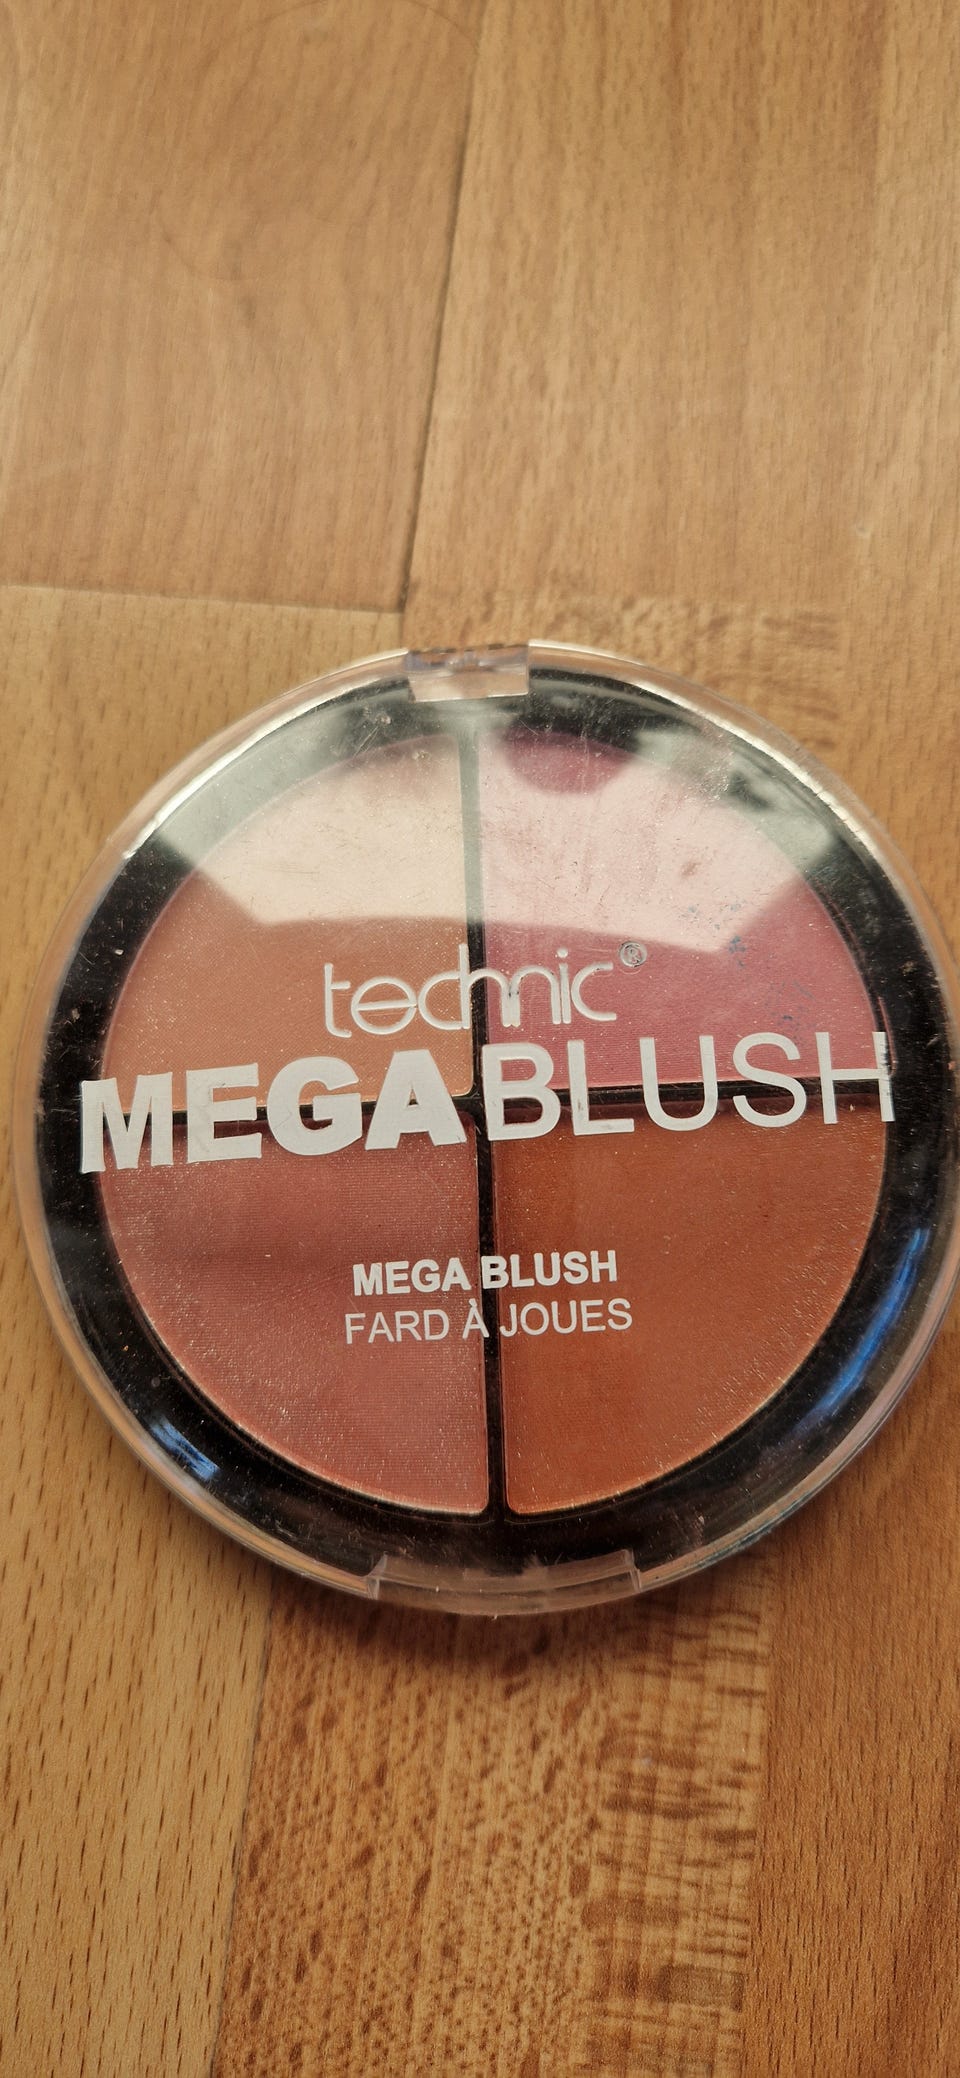 technic®
MEGABLUSH
MEGA BLUSH
FARD À JOUES